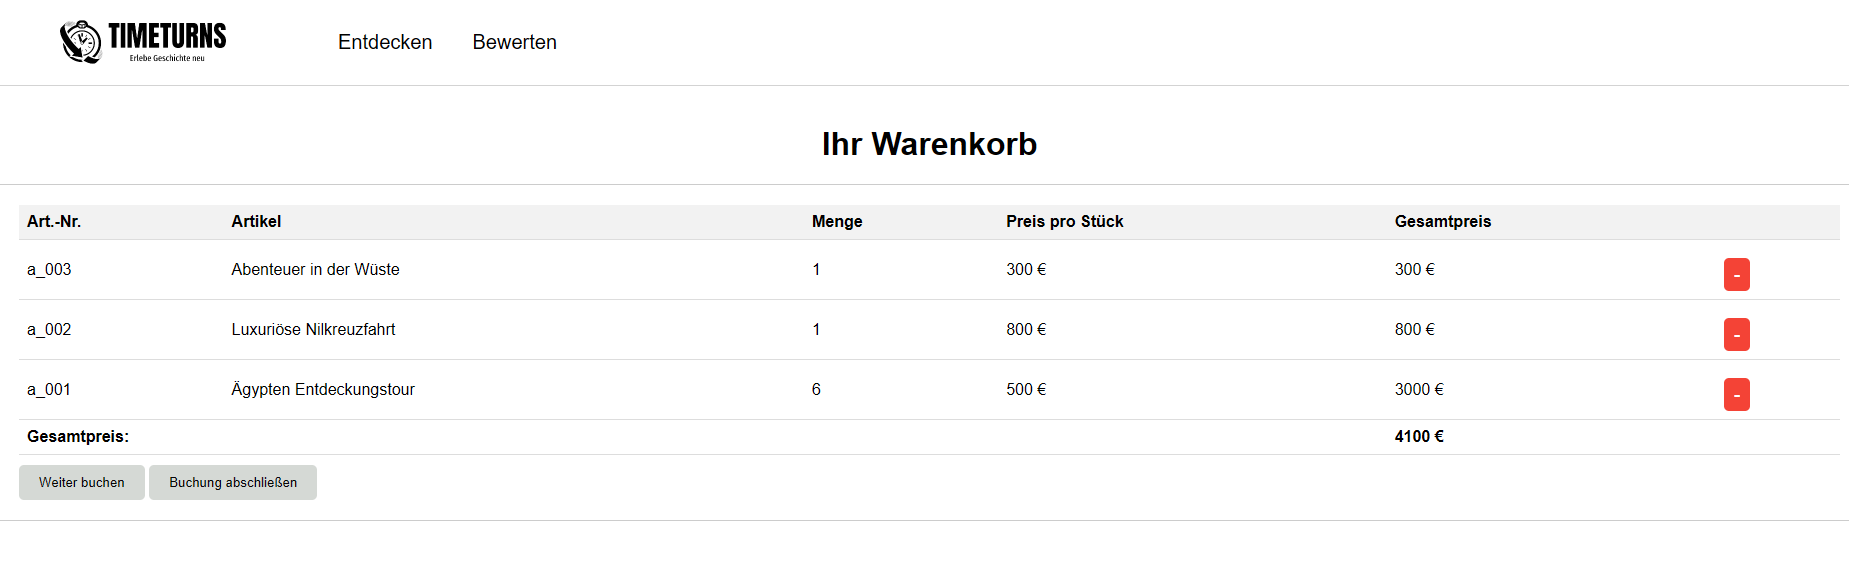 TIMETURNS
Erlebe Geschichte neu
Entdecken Bewerten
Ihr Warenkorb
Art.-Nr. Artikel Menge Preis pro Stück Gesamtpreis
a_003 Abenteuer in der Wüste 1 300 € 300 € -
a_002 Luxuriöse Nilkreuzfahrt 1 800 € 800 € -
a_001 Ägypten Entdeckungstour 6 500 € 3000 € -
Gesamtpreis: 4100 €
Weiter buchen Buchung abschließen